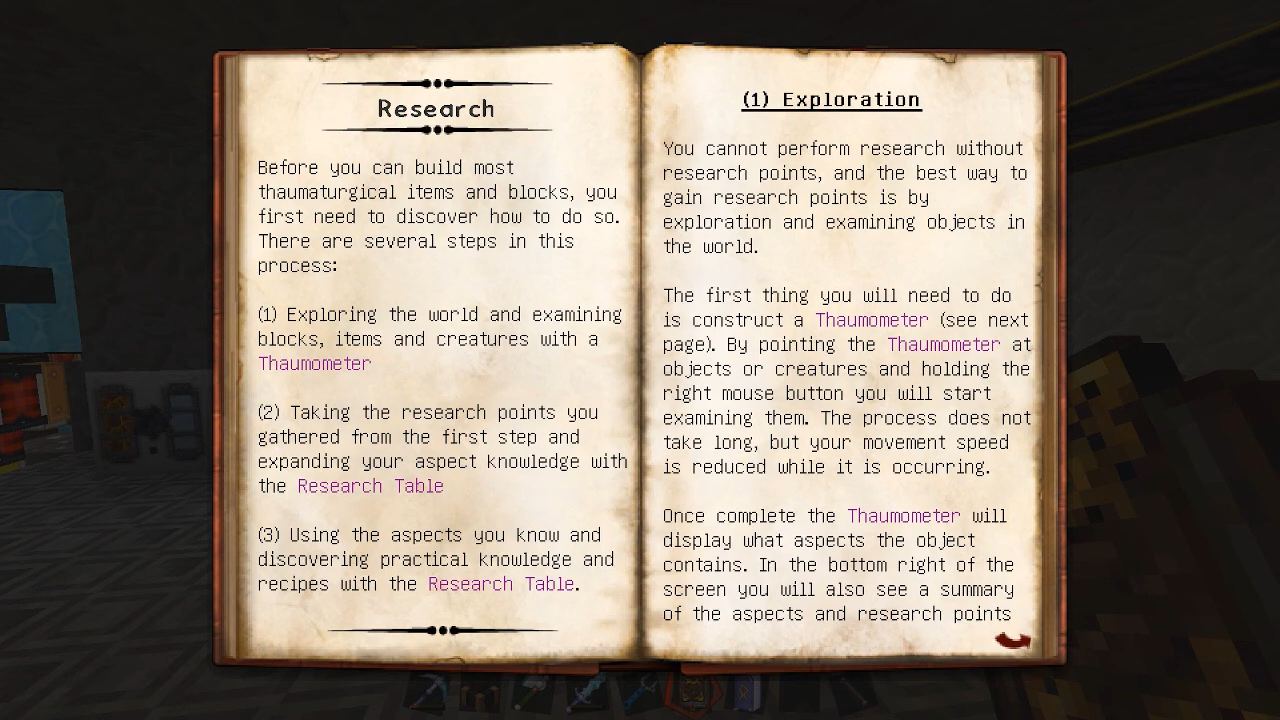 Research
Before you can build most
thaumaturgical items and blocks, you
first need to discover how to do so.
There are several steps in this
process:
(1) Exploring the world and examining
blocks, items and creatures with a
Thaumometer
(2) Taking the research points you
gathered from the first step and
expanding your aspect knowledge with
the Research Table
(3) Using the aspects you know and
discovering practical knowledge and
recipes with the Research Table.
(1) Exploration
You cannot perform research without
research points, and the best way to
gain research points is by
exploration and examining objects in
the world.
The first thing you will need to do
is construct a Thaumometer (see next
page). By pointing the Thaumometer at
objects or creatures and holding the
right mouse button you will start
examining them. The process does not
take long, but your movement speed
is reduced while it is occurring.
Once complete the Thaumometer will
display what aspects the object
contains. In the bottom right of the
screen you will also see a summary
of the aspects and research points